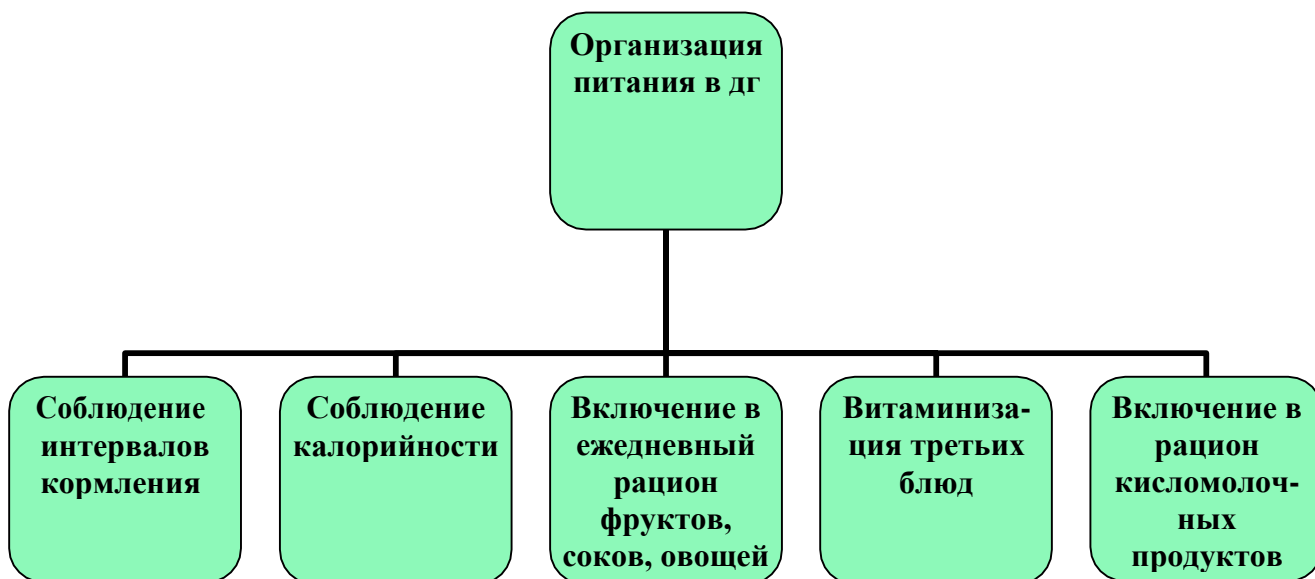 Организация
питания в дг
Соблюдение
интервалов
кормления
Соблюдение
калорийности
Включение в
ежедневный
рацион
фруктов,
соков, овощей
Витаминиза-
ция третьих
блюд
Включение в
рацион
кисломолоч-
ных
продуктов